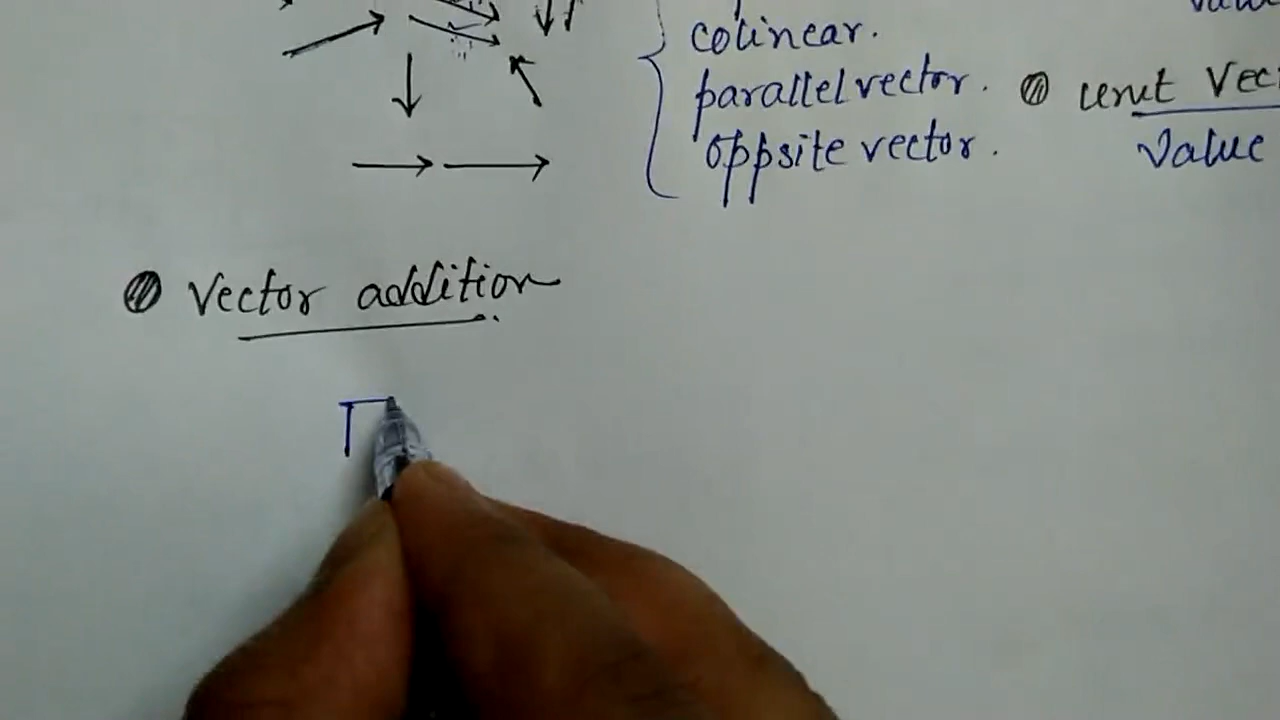 colinear.
parallel vector.
oppsite vector.
unit Vec
Value
Vector addition